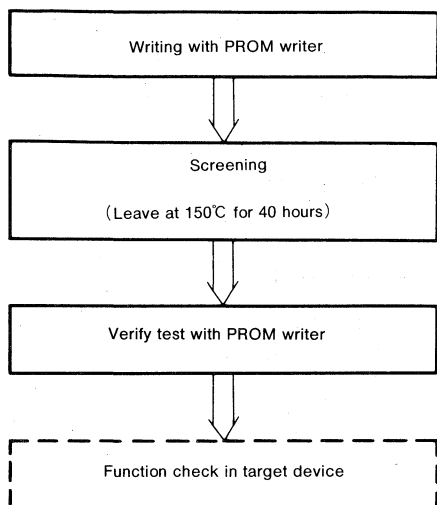 Writing with PROM writer
Screening
(Leave at 150℃ for 40 hours)
Verify test with PROM writer
Function check in target device